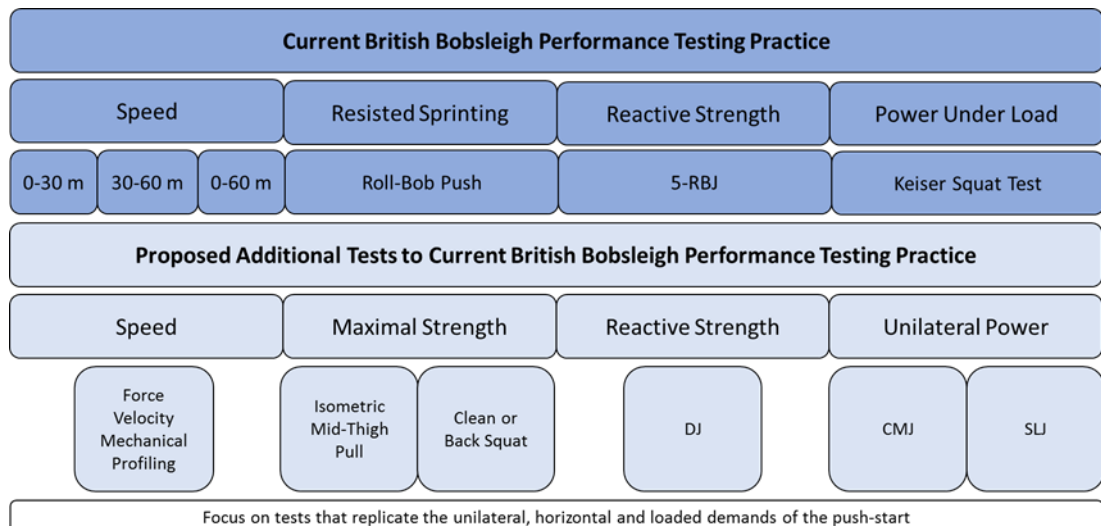 Current British Bobsleigh Performance Testing Practice
Speed
Resisted Sprinting
Reactive Strength
Power Under Load
0-30 m
30-60 m
0-60 m
Roll-Bob Push
5-RBJ
Keiser Squat Test
Proposed Additional Tests to Current British Bobsleigh Performance Testing Practice
Speed
Maximal Strength
Reactive Strength
Unilateral Power
Force
Velocity
Mechanical
Profiling
Isometric
Mid-Thigh
Pull
Clean or
Back Squat
DJ
CMJ
SLJ
Focus on tests that replicate the unilateral, horizontal and loaded demands of the push-start